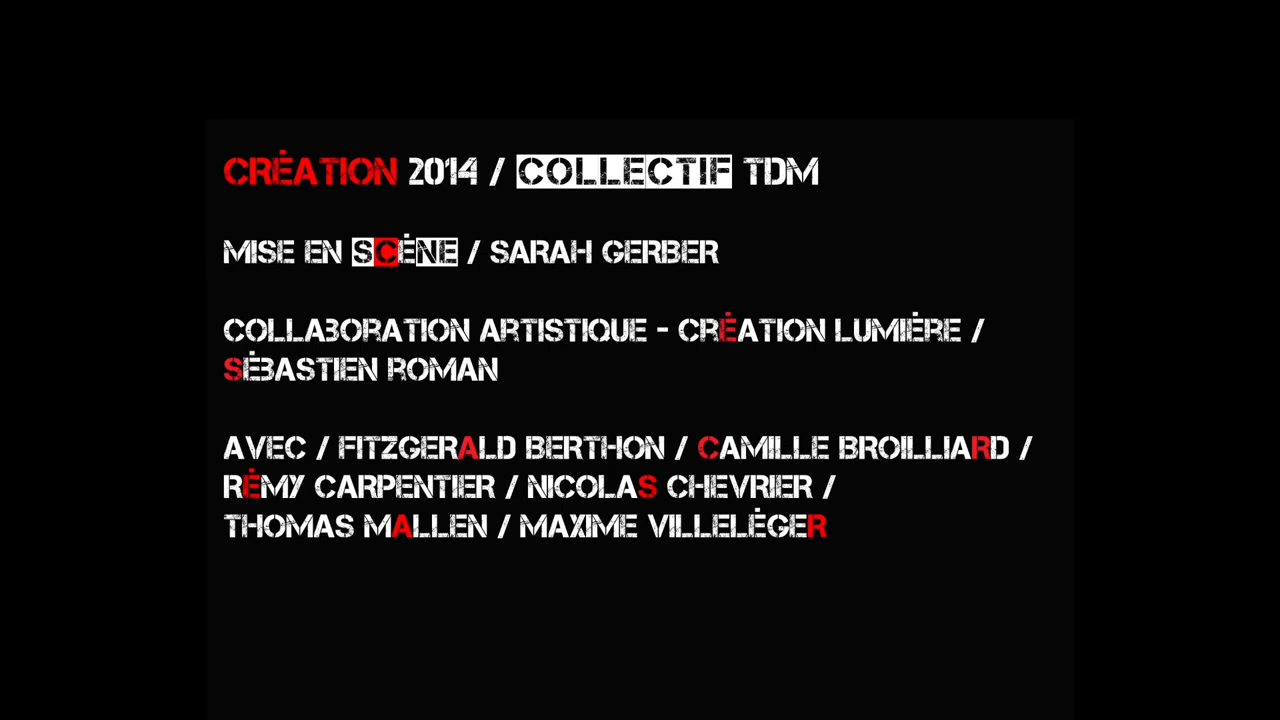 CRÉATION 2014 / COLLECTIF TDM
MISE EN SCÈNE / SARAH GERBER
COLLABORATION ARTISTIQUE - CRÉATION LUMIÈRE /
SÉBASTIEN ROMAN
AVEC / FITZGERALD BERTHON / CAMILLE BROILLIARD /
RÉMY CARPENTIER / NICOLAS CHEVRIER /
THOMAS MALLEN / MAXIME VILLELÉGER